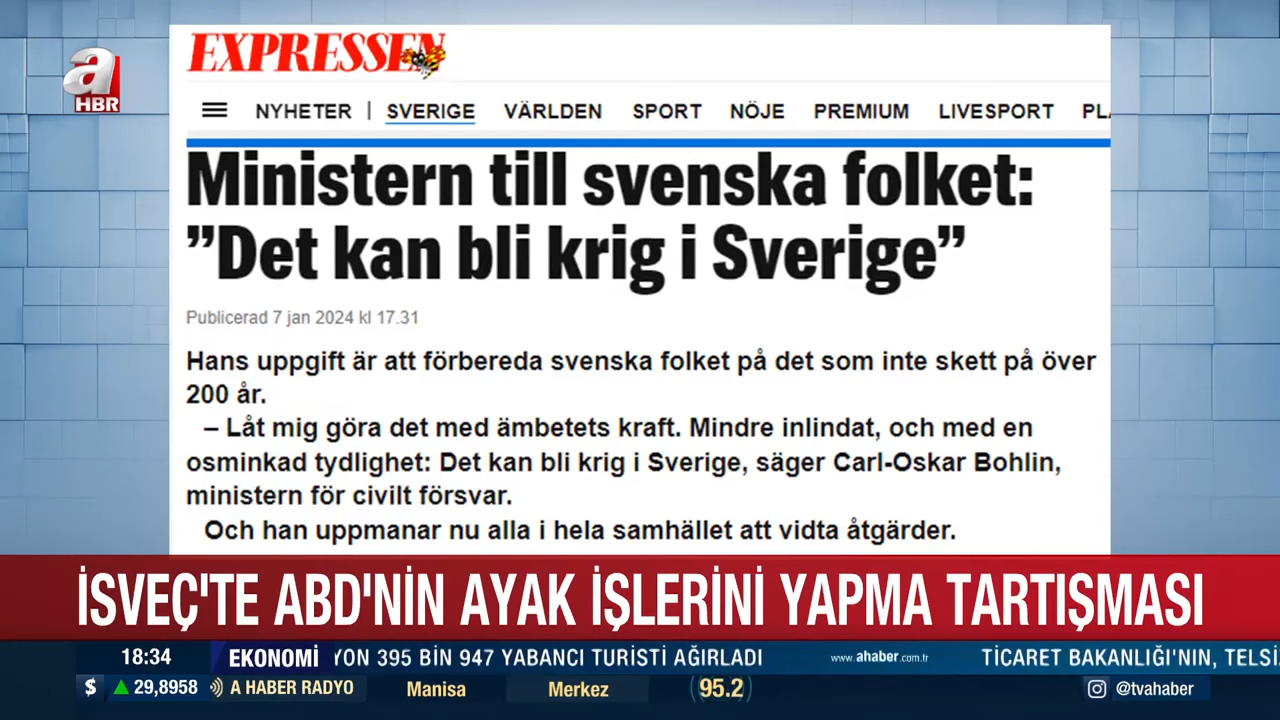 EXPRESSEN
a
HBR
NYHETER | SVERIGE VÄRLDEN SPORT NÖJE PREMIUM LIVESPORT PL
Ministern till svenska folket:
”Det kan bli krig i Sverige”
Publicerad 7 jan 2024 kl 17.31
Hans uppgift är att förbereda svenska folket på det som inte skett på över
200 år.
– Låt mig göra det med ämbetets kraft. Mindre inlindat, och med en
osminkad tydlighet: Det kan bli krig i Sverige, säger Carl-Oskar Bohlin,
ministern för civilt försvar.
Och han uppmanar nu alla i hela samhället att vidta åtgärder.
İSVEÇ'TE ABD'NİN AYAK İŞLERİNİ YAPMA TARTIŞMASI
18:34 EKONOMİ YON 395 BİN 947 YABANCI TURİSTİ AĞIRLADI www.ahaber.com.tr TİCARET BAKANLIĞI'NIN, TELSİ
$ 29,8958 A HABER RADYO Manisa Merkez 95.2 @tvahaber